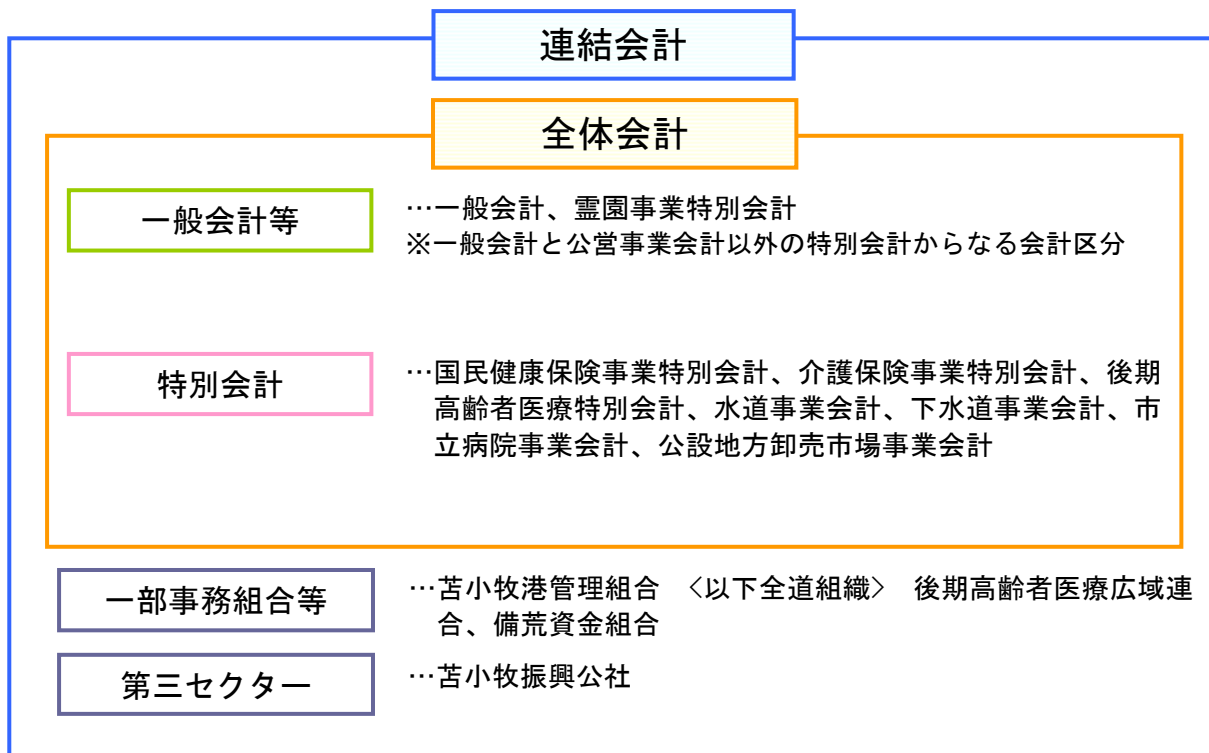 連結会計
全体会計
一般会計等
…一般会計、霊園事業特別会計
※一般会計と公営事業会計以外の特別会計からなる会計区分
特別会計
…国民健康保険事業特別会計、介護保険事業特別会計、後期
高齢者医療特別会計、水道事業会計、下水道事業会計、市
立病院事業会計、公設地方卸売市場事業会計
一部事務組合等
…苫小牧港管理組合 〈以下全道組織〉 後期高齢者医療広域連
合、備荒資金組合
第三セクター
…苫小牧振興公社